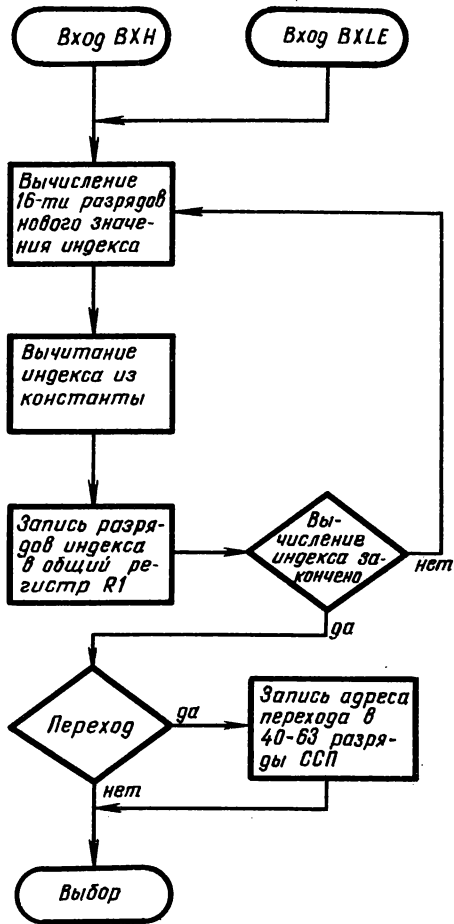 Вход BXH
Вход BXLE
Вычисление
16-ти разрядов
нового значе-
ния индекса
Вычитание
индекса из
константы
Запись разря-
дов индекса
в общий ре-
гистр R1
Вы-
числение
индекса за-
кончено
нет
да
Переход
да
Запись адреса
перехода в
40-63 разря-
ды ССП
нет
Выбор